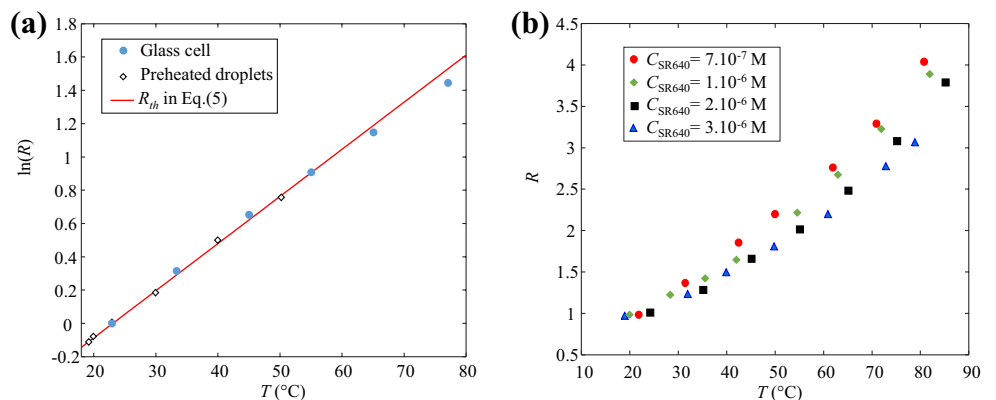 (a)
1.8
1.6
1.4
1.2
1.0
0.8
0.6
0.4
0.2
0
-0.2
ln(R)
Glass cell
Preheated droplets
R_th in Eq.(5)
20 30 40 50 60 70 80
T (°C)
(b)
4.5
4
3.5
3
2.5
2
1.5
1
0.5
R
C_SR640= 7.10⁻⁷ M
C_SR640= 1.10⁻⁶ M
C_SR640= 2.10⁻⁶ M
C_SR640= 3.10⁻⁶ M
10 20 30 40 50 60 70 80 90
T (°C)